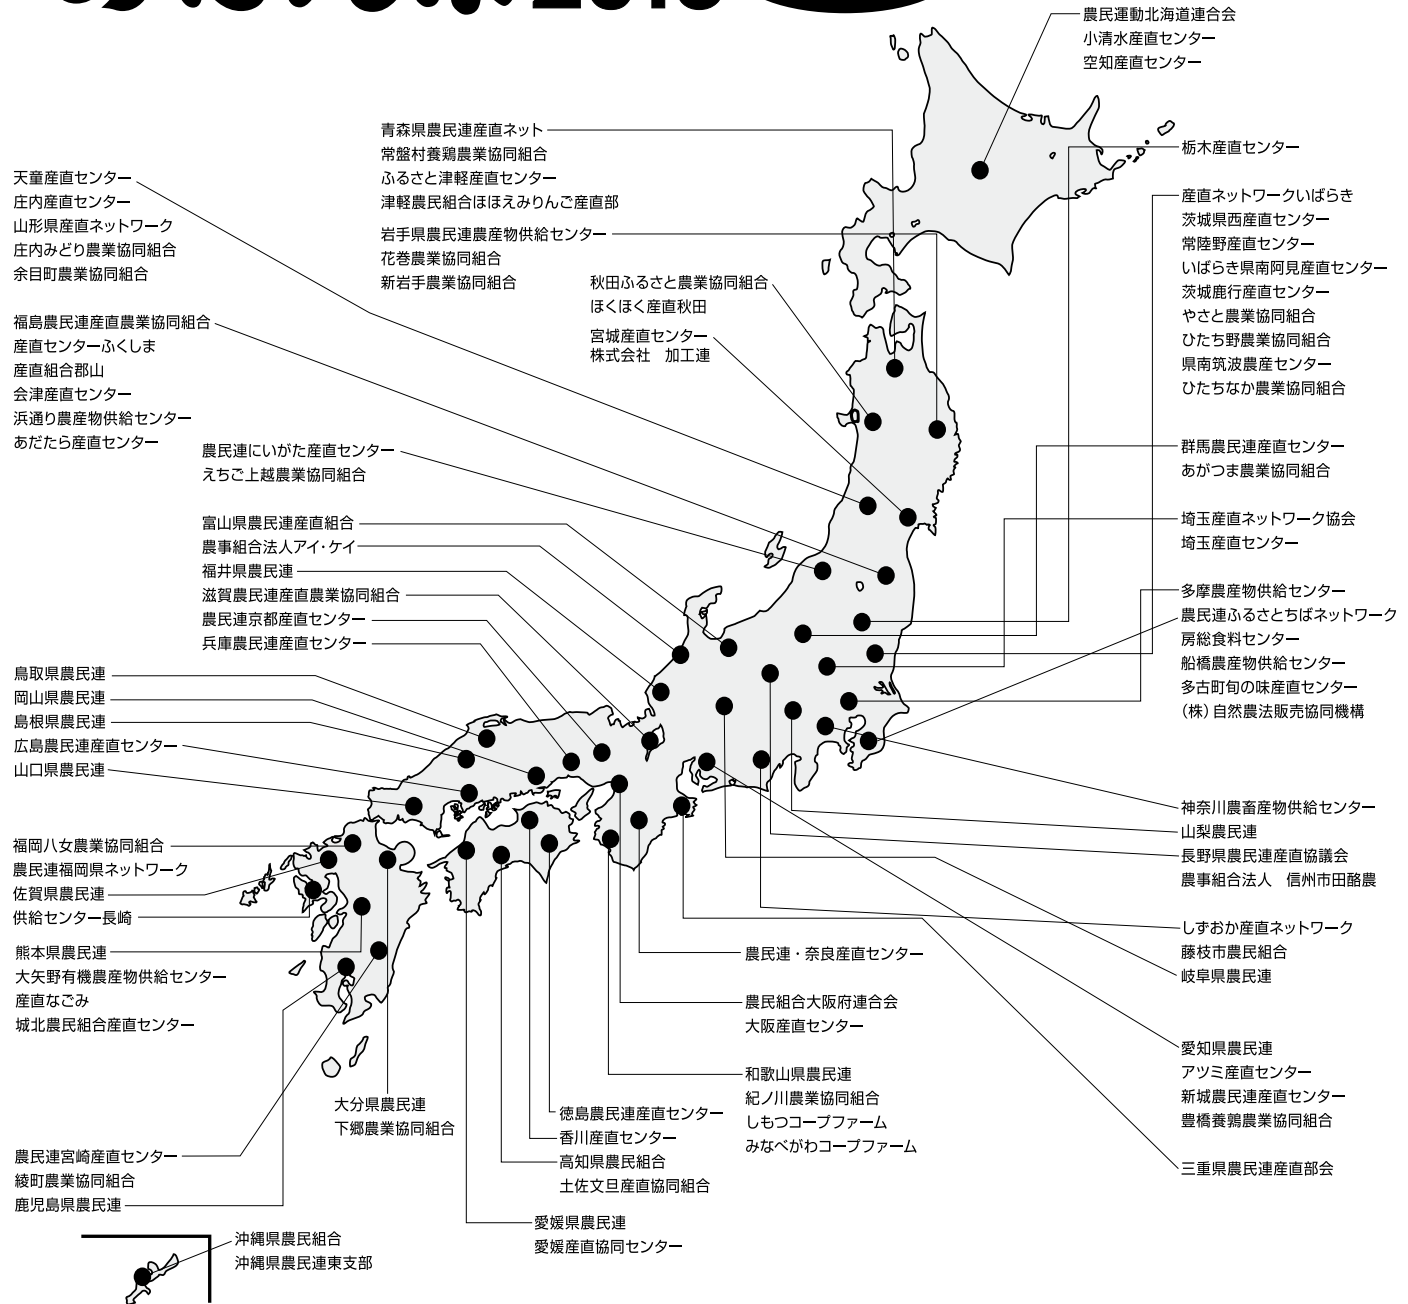 2013
農民運動北海道連合会
小清水産直センター
空知産直センター
青森県農民連産直ネット
常盤村養鶏農業協同組合
ふるさと津軽産直センター
津軽農民組合ほほえみりんご産直部
岩手県農民連農産物供給センター
花巻農業協同組合
新岩手農業協同組合
秋田ふるさと農業協同組合
ほくほく産直秋田
宮城産直センター
株式会社　加工連
天童産直センター
庄内産直センター
山形県産直ネットワーク
庄内みどり農業協同組合
余目町農業協同組合
福島農民連産直農業協同組合
産直センターふくしま
産直組合郡山
会津産直センター
浜通り農産物供給センター
あだたら産直センター
農民連にいがた産直センター
えちご上越農業協同組合
富山県農民連産直組合
農事組合法人アイ・ケイ
福井県農民連
滋賀農民連産直農業協同組合
農民連京都産直センター
兵庫農民連産直センター
鳥取県農民連
岡山県農民連
島根県農民連
広島農民連産直センター
山口県農民連
福岡八女農業協同組合
農民連福岡県ネットワーク
佐賀県農民連
供給センター長崎
熊本県農民連
大矢野有機農産物供給センター
産直なごみ
城北農民組合産直センター
大分県農民連
下郷農業協同組合
農民連宮崎産直センター
綾町農業協同組合
鹿児島県農民連
沖縄県農民組合
沖縄県農民連東支部
栃木産直センター
産直ネットワークいばらき
茨城県西産直センター
常陸野産直センター
いばらき県南阿見産直センター
茨城鹿行産直センター
やさと農業協同組合
ひたち野農業協同組合
県南筑波農産センター
ひたちなか農業協同組合
群馬農民連産直センター
あがつま農業協同組合
埼玉産直ネットワーク協会
埼玉産直センター
多摩農産物供給センター
農民連ふるさとちばネットワーク
房総食料センター
船橋農産物供給センター
多古町旬の味産直センター
(株)自然農法販売協同機構
神奈川農畜産物供給センター
山梨農民連
長野県農民連産直協議会
農事組合法人　信州市田酪農
しずおか産直ネットワーク
藤枝市農民組合
岐阜県農民連
愛知県農民連
アツミ産直センター
新城農民連産直センター
豊橋養鶉農業協同組合
三重県農民連産直部会
農民連・奈良産直センター
農民組合大阪府連合会
大阪産直センター
和歌山県農民連
紀ノ川農業協同組合
しもつコープファーム
みなべがわコープファーム
徳島農民連産直センター
香川産直センター
高知県農民組合
土佐文旦産直協同組合
愛媛県農民連
愛媛産直協同センター